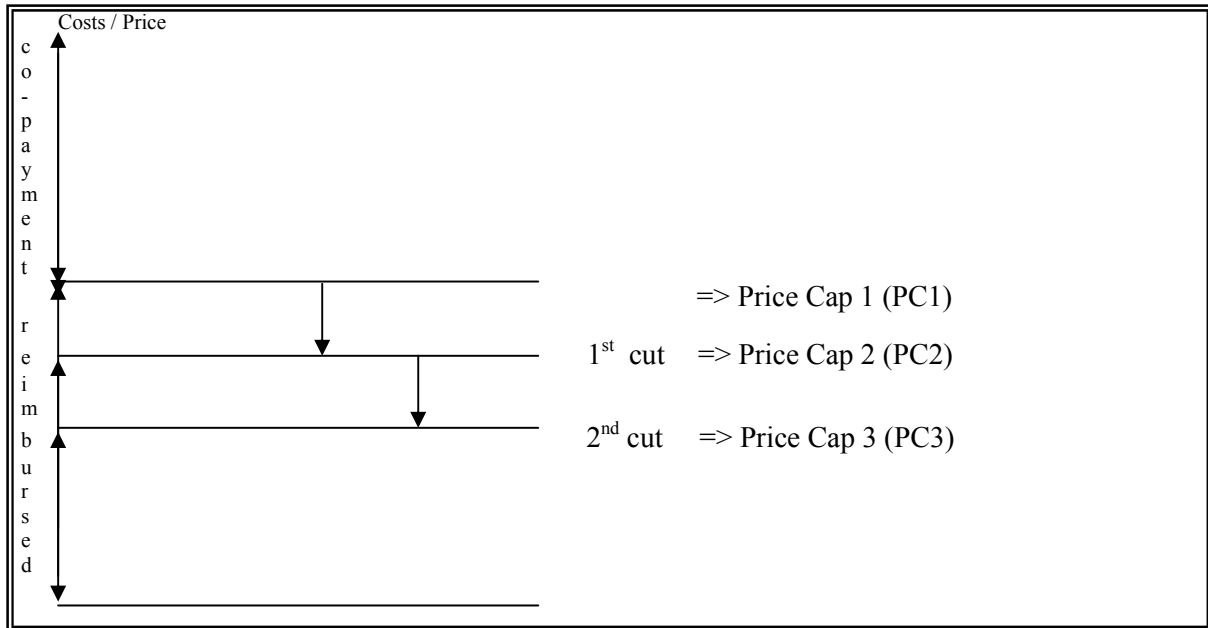 Costs / Price
co-payment
reimbursed
=> Price Cap 1 (PC1)
1st cut => Price Cap 2 (PC2)
2nd cut => Price Cap 3 (PC3)